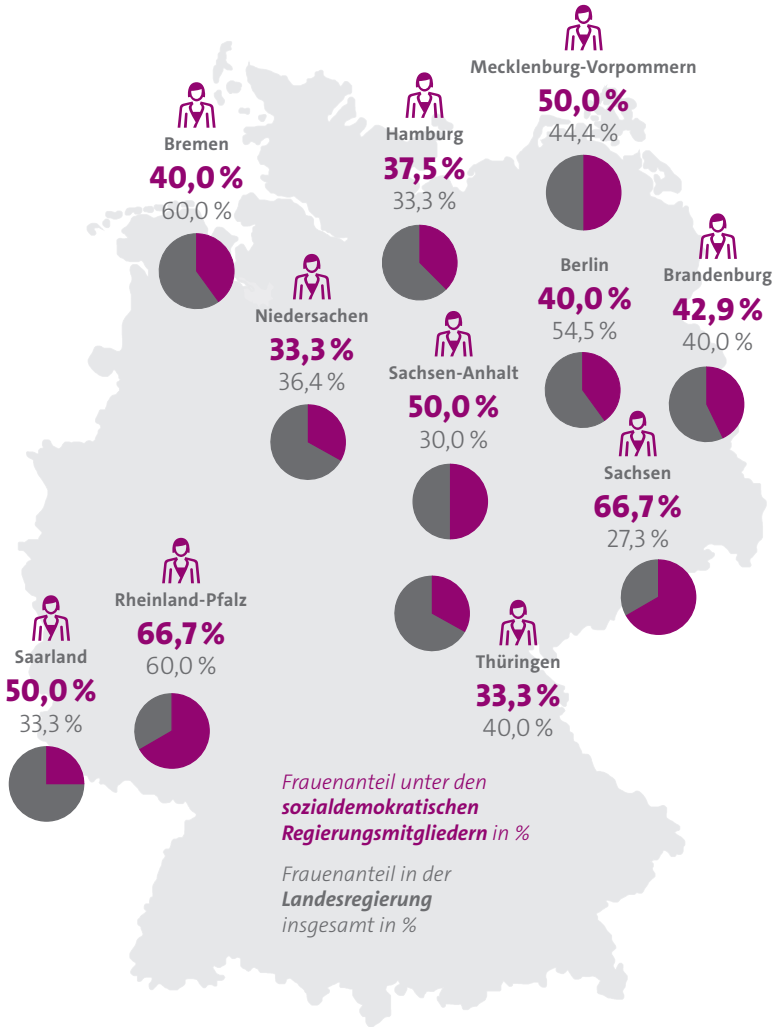 Mecklenburg-Vorpommern
50,0 %
44,4 %
Bremen
40,0 %
60,0 %
Hamburg
37,5 %
33,3 %
Berlin
40,0 %
54,5 %
Brandenburg
42,9 %
40,0 %
Niedersachen
33,3 %
36,4 %
Sachsen-Anhalt
50,0 %
30,0 %
Sachsen
66,7 %
27,3 %
Rheinland-Pfalz
66,7 %
60,0 %
Saarland
50,0 %
33,3 %
Thüringen
33,3 %
40,0 %
Frauenanteil unter den
sozialdemokratischen
Regierungsmitgliedern in %
Frauenanteil in der
Landesregierung
insgesamt in %